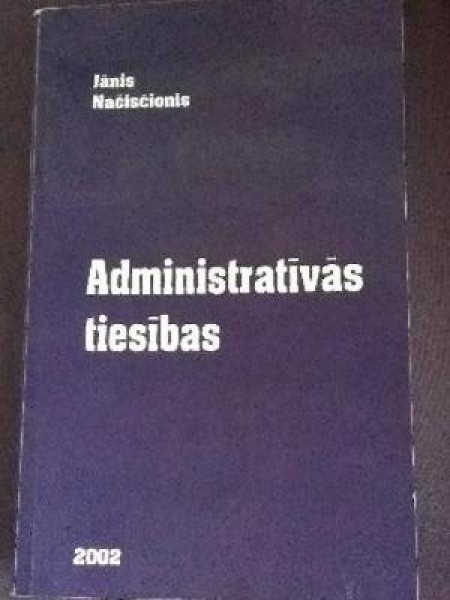 Jānis
Načisčionis
Administratīvās
tiesības
2002